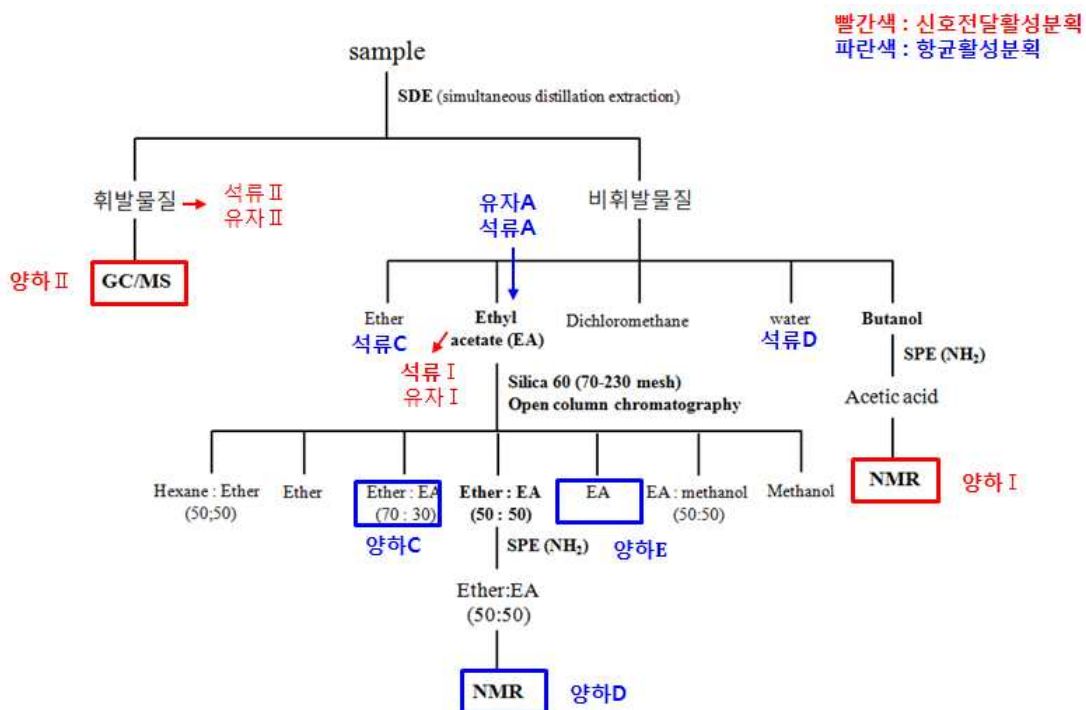 빨간색 : 신호전달활성분획
파란색 : 항균활성분획
sample
SDE (simultaneous distillation extraction)
휘발물질
석류Ⅱ
유자Ⅱ
유자A
석류A
비휘발물질
양하Ⅱ
GC/MS
Ether
석류C
Ethyl
acetate (EA)
Dichloromethane
water
석류D
Butanol
석류Ⅰ
유자Ⅰ
SPE (NH₂)
Silica 60 (70-230 mesh)
Open column chromatography
Acetic acid
NMR
양하Ⅰ
Hexane : Ether
(50;50)
Ether
Ether : EA
(70 : 30)
양하C
Ether : EA
(50 : 50)
EA
양하E
EA : methanol
(50:50)
Methanol
SPE (NH₂)
Ether:EA
(50:50)
NMR
양하D